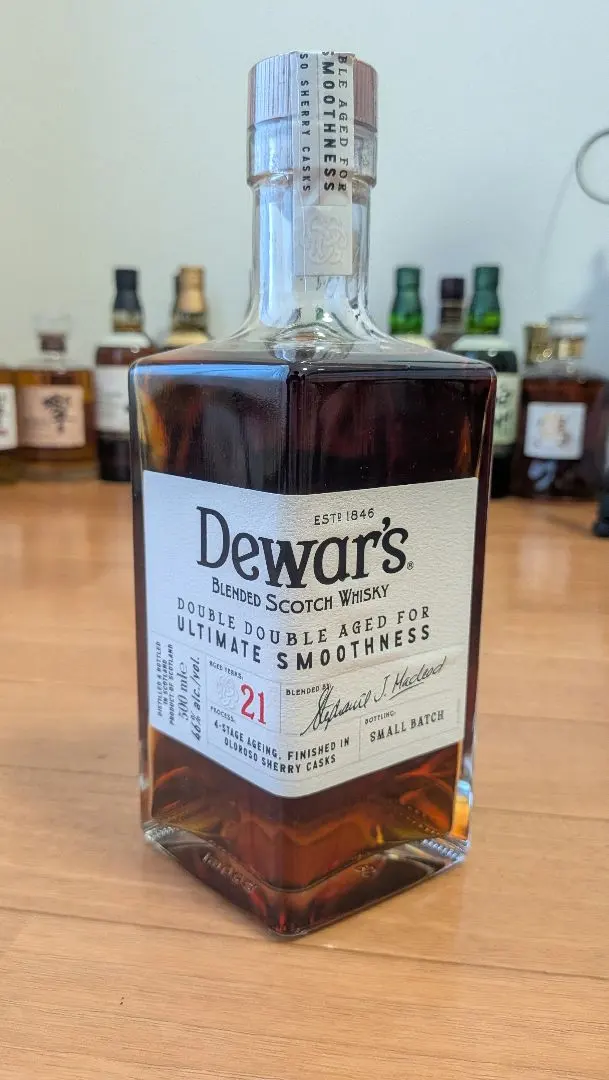 BLE AGED FOR
SMOOTHNESS
SO SHERRY CASKS
ESTD 1846
Dewar's®
BLENDED SCOTCH WHISKY
DOUBLE DOUBLE AGED FOR
ULTIMATE SMOOTHNESS
DISTILLED & BOTTLED
IN SCOTLAND
PRODUCT OF SCOTLAND
500 ml e
46% alc./vol.
AGED YEARS:
21
PROCESS:
4-STAGE AGEING, FINISHED IN
OLOROSO SHERRY CASKS
BLENDED BY:
Stephanie J. Macleod
BOTTLING:
SMALL BATCH
響